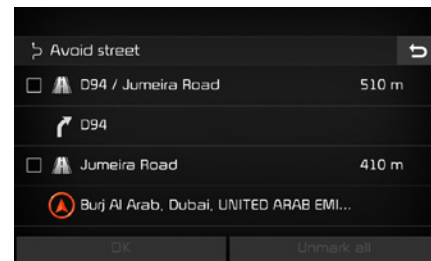 Avoid street
D94 / Jumeira Road 510 m
D94
Jumeira Road 410 m
Burj Al Arab, Dubai, UNITED ARAB EMI...
OK Unmark all